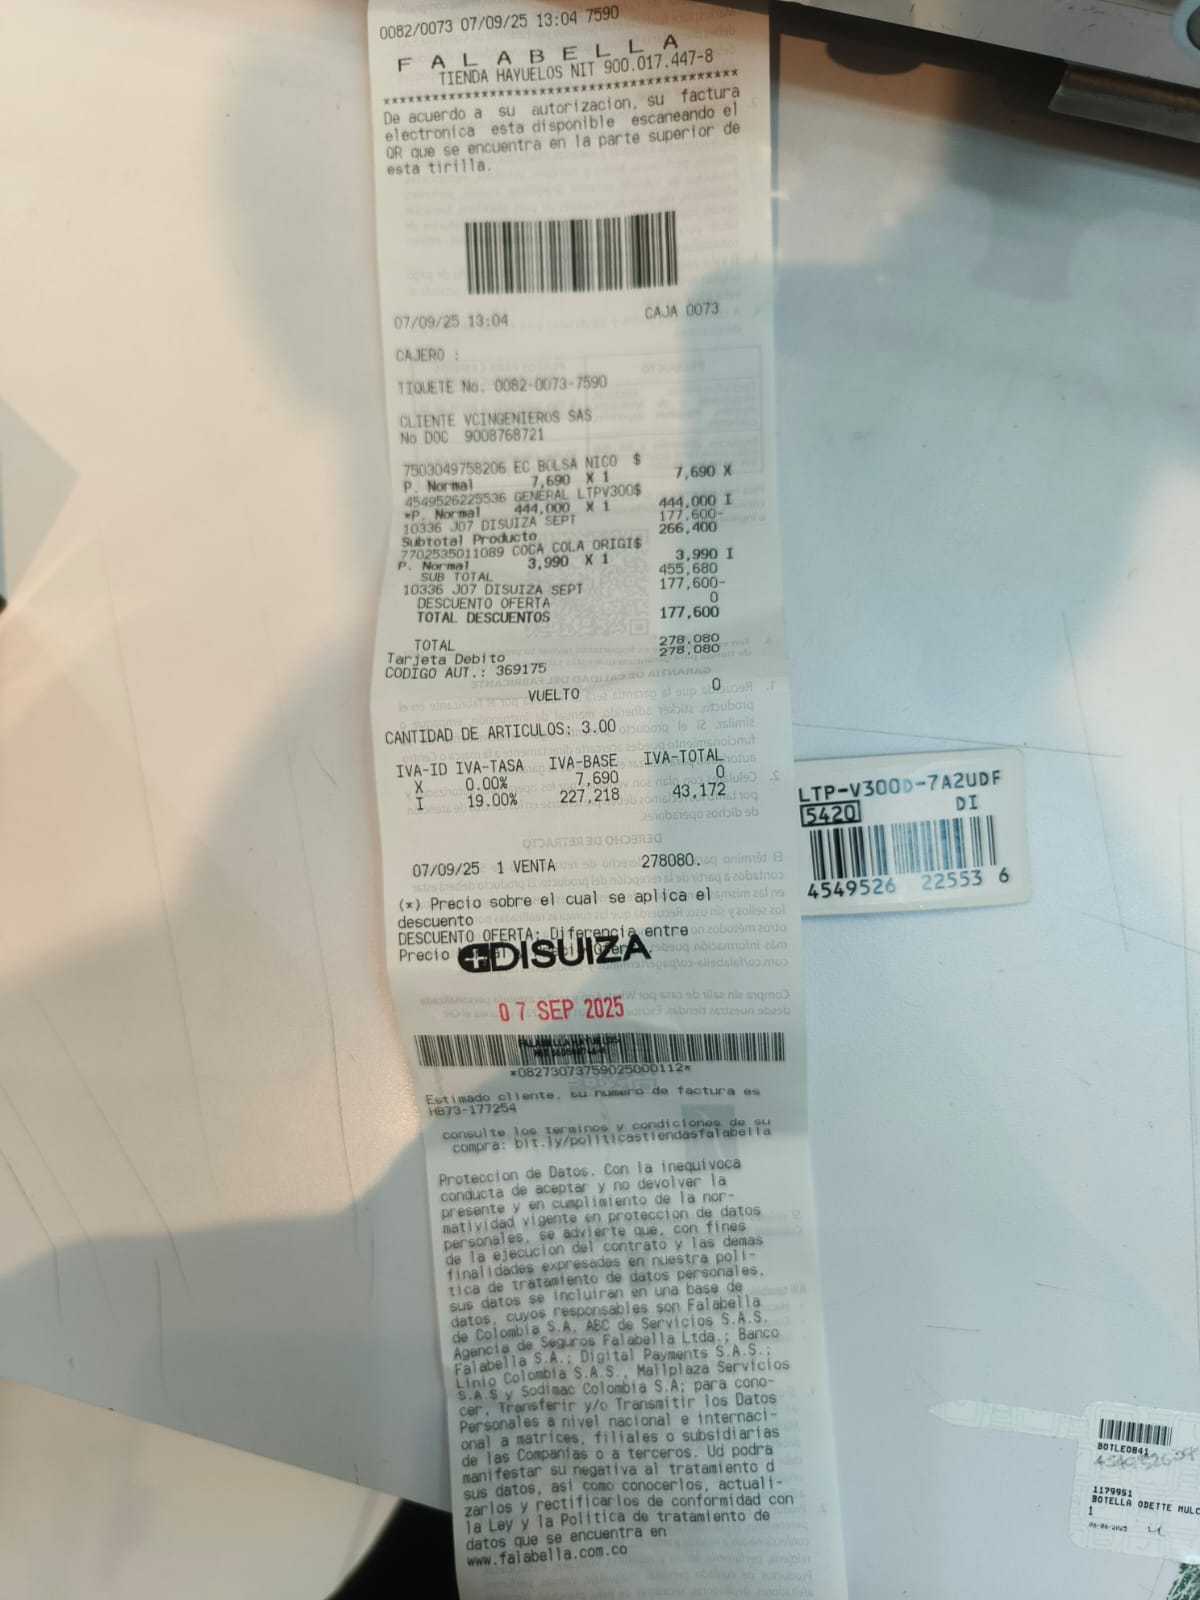 0082/0073 07/09/25 13:04 7590
F A L A B E L L A
TIENDA HAYUELOS NIT 900.017.447-8
******************************************
De acuerdo a su autorizacion, su factura
electronica esta disponible escaneando el
QR que se encuentra en la parte superior de
esta tirilla.
07/09/25 13:04 CAJA 0073
CAJERO :
TIQUETE No. 0082-0073-7590
CLIENTE VCINGENIEROS SAS
No DOC 9008768721
7503049758206 EC BOLSA NICO $
P. Normal 7,690 X 1 7,690 X
4549526225536 GENERAL LTPV300$
*P. Normal 444,000 X 1 444,000 I
10336 J07 DISUIZA SEPT 177,600-
Subtotal Producto 266,400
7702535011089 COCA COLA ORIGI$
P. Normal 3,990 X 1 3,990 I
SUB TOTAL 455,680
10336 J07 DISUIZA SEPT 177,600-
DESCUENTO OFERTA 0
TOTAL DESCUENTOS 177,600
TOTAL 278,080
Tarjeta Debito 278,080
CODIGO AUT.: 369175
VUELTO 0
CANTIDAD DE ARTICULOS: 3.00
IVA-ID IVA-TASA IVA-BASE IVA-TOTAL
X 0.00% 7,690 0
I 19.00% 227,218 43,172
07/09/25 1 VENTA 278080.
(*) Precio sobre el cual se aplica el
descuento
DESCUENTO OFERTA: Diferencia entre
Precio
DISUIZA
07 SEP 2025
*08273073759025000112*
Estimado cliente, su numero de factura es
HB73-177254
consulte los terminos y condiciones de su
compra: bit.ly/politicastiendasfalabella
Proteccion de Datos. Con la inequivoca
conducta de aceptar y no devolver la
presente y en cumplimiento de la nor-
matividad vigente en proteccion de datos
personales, se advierte que, con fines
de la ejecucion del contrato y las demas
finalidades expresadas en nuestra poli-
tica de tratamiento de datos personales,
sus datos se incluiran en una base de
datos, cuyos responsables son Falabella
de Colombia S.A, ABC de Servicios S.A.S.
Agencia de Seguros Falabella Ltda.; Banco
Falabella S.A.; Digital Payments S.A.S.;
Linio Colombia S.A.S., Mallplaza Servicios
S.A.S y Sodimac Colombia S.A; para cono-
cer, Transferir y/o Transmitir los Datos
Personales a nivel nacional e internaci-
onal a matrices, filiales o subsidiarias
de las Companias o a terceros. Ud podra
manifestar su negativa al tratamiento d
sus datos, asi como conocerlos, actuali-
zarlos y rectificarlos de conformidad con
la Ley y la Politica de tratamiento de
datos que se encuentra en
www.falabella.com.co
LTP-V300D-7A2UDF
5420 DI
4549526 22553 6
BOTLE0841
1179951
BOTELLA ODETTE MULC
1